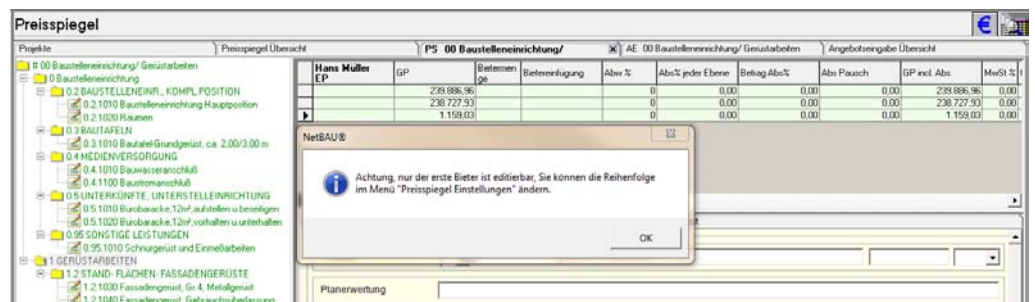 Preisspiegel
Projekte Preisspiegel Übersicht PS 00 Baustelleneinrichtung/ AE 00 Baustelleneinrichtung/ Gerüstarbeiten Angebotseingabe Übersicht
# 00 Baustelleneinrichtung/ Gerüstarbeiten
0 Baustelleneinrichtung
0.2 BAUSTELLENEINR., KOMPL.POSITION
0.2.1010 Baustelleneinrichtung Hauptposition
0.2.1020 Räumen
0.3 BAUTAFELN
0.3.1010 Bautafel-Grundgerüst, ca. 2,00/3,00 m
0.4 MEDIENVERSORGUNG
0.4.1010 Bauwasseranschluß
0.4.1100 Baustromanschluß
0.5 UNTERKÜNFTE, UNTERSTELLEINRICHTUNG
0.5.1010 Bürobaracke,12m²,aufstellen u.beseitigen
0.5.1020 Bürobaracke,12m²,vorhalten u.unterhalten
0.95 SONSTIGE LEISTUNGEN
0.95.1010 Schnurgerüst und Einmeßarbeiten
1 GERÜSTARBEITEN
1.2 STAND- FLÄCHEN- FASSADENGERÜSTE
1.2.1030 Fassadengerüst, Gr.4, Metallgerüst
1.2.1040 Fassadengerüst, Gebrauchsüberlassung
Hans Müller EP GP Bietermenge Bietereinfügung Abw % Abs% jeder Ebene Betrag Abs% Abs Pausch GP incl. Abs. MwSt %
239.886,96 0 0,00 0,00 0,00 239.886,96 0,00
238.727,93 0 0,00 0,00 0,00 238.727,93 0,00
1.159,03 0 0,00 0,00 0,00 1.159,03 0,00
NetBAU®
Achtung, nur der erste Bieter ist editierbar, Sie können die Reihenfolge
im Menü "Preisspiegel Einstellungen" ändern.
OK
Planerwertung